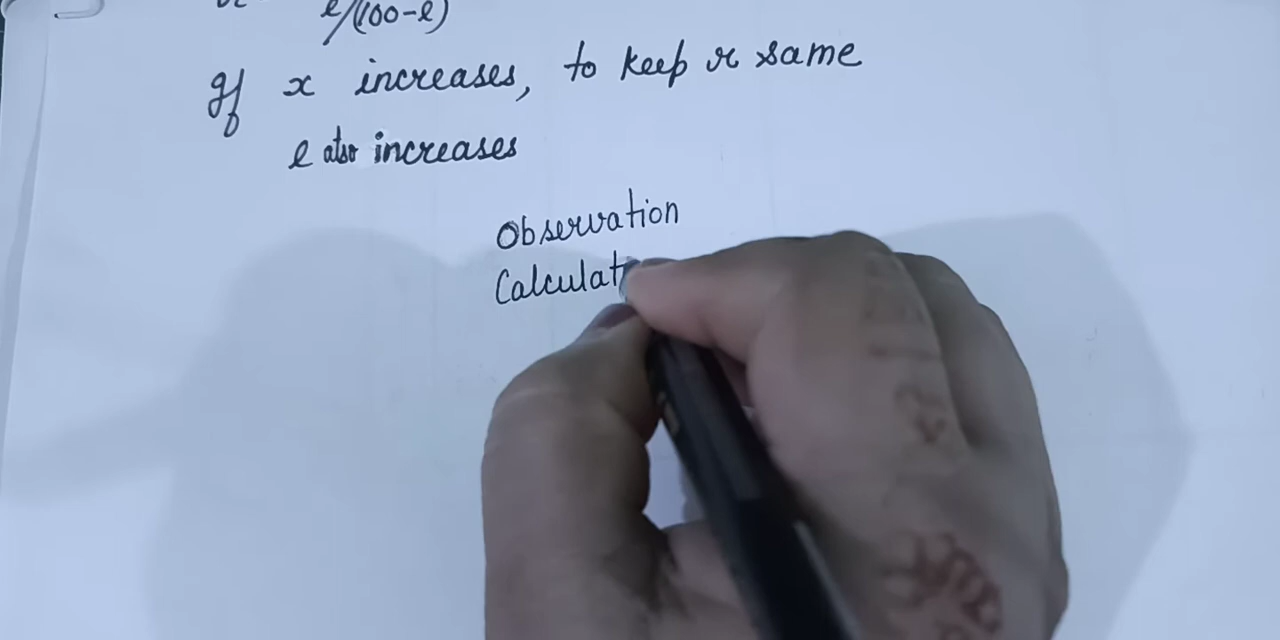 l/(100-l)
If x increases, to keep r same
l also increases
Observation
Calculat